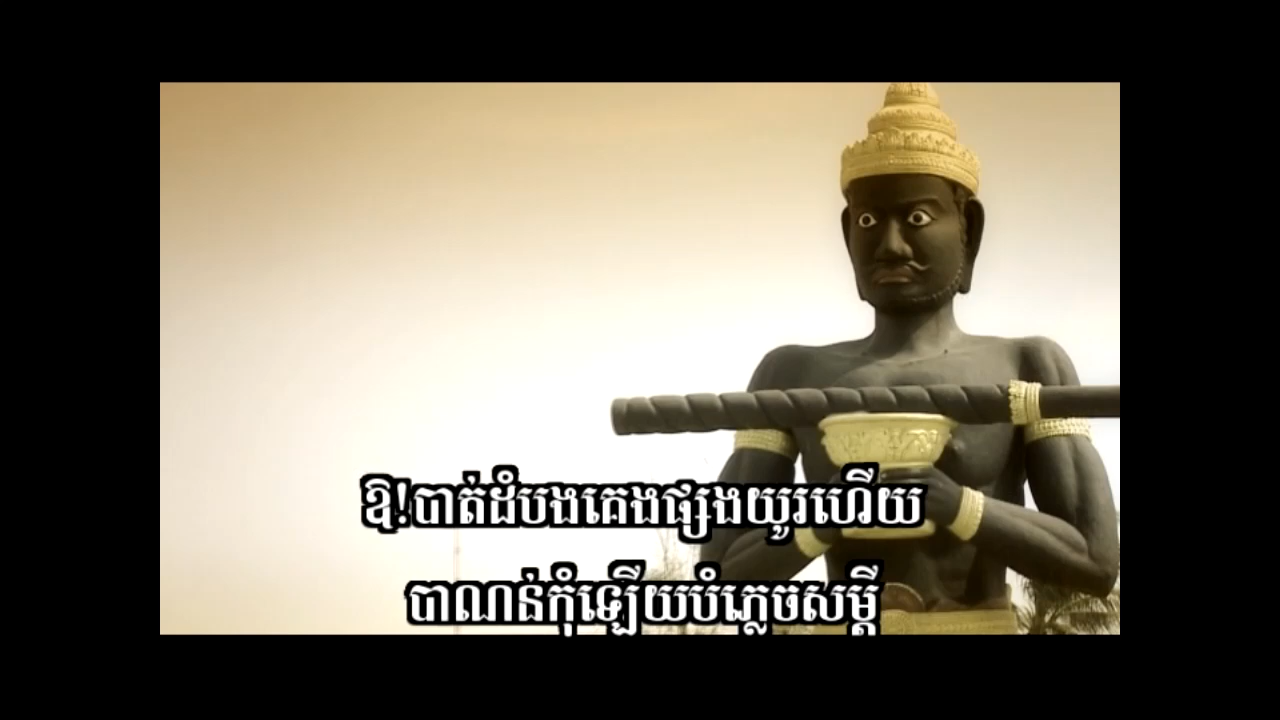 ឱ!បាត់ដំបងគេងផ្សងយូរហើយ
បាណន់កុំឡើយបំភ្លេចសម្តី